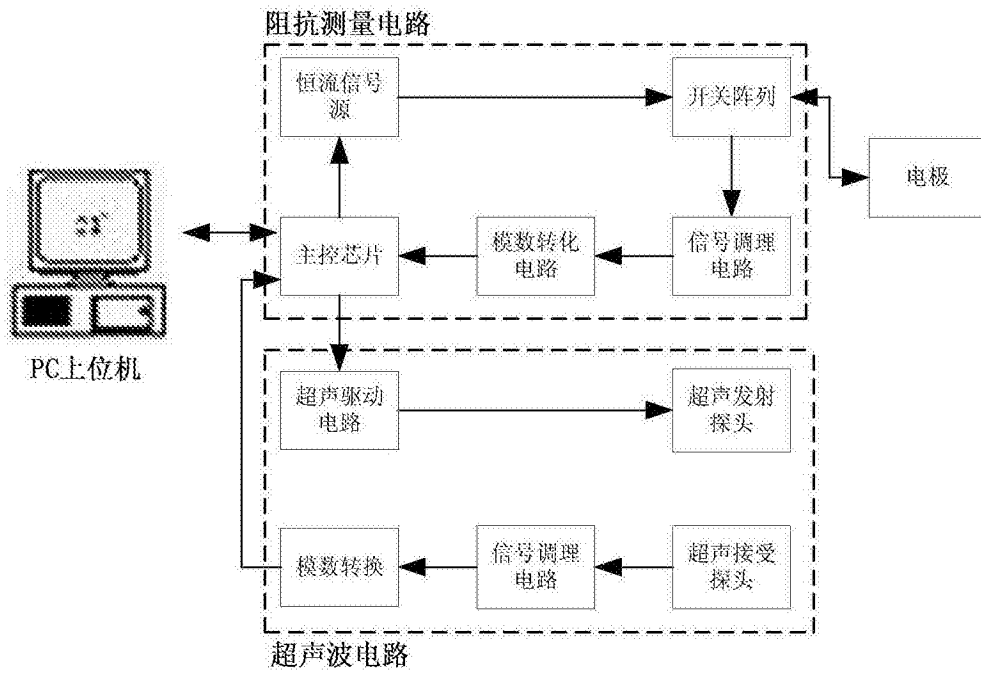 阻抗测量电路
恒流信号
源
开关阵列
电极
主控芯片
模数转化
电路
信号调理
电路
PC上位机
超声驱动
电路
超声发射
探头
模数转换
信号调理
电路
超声接受
探头
超声波电路